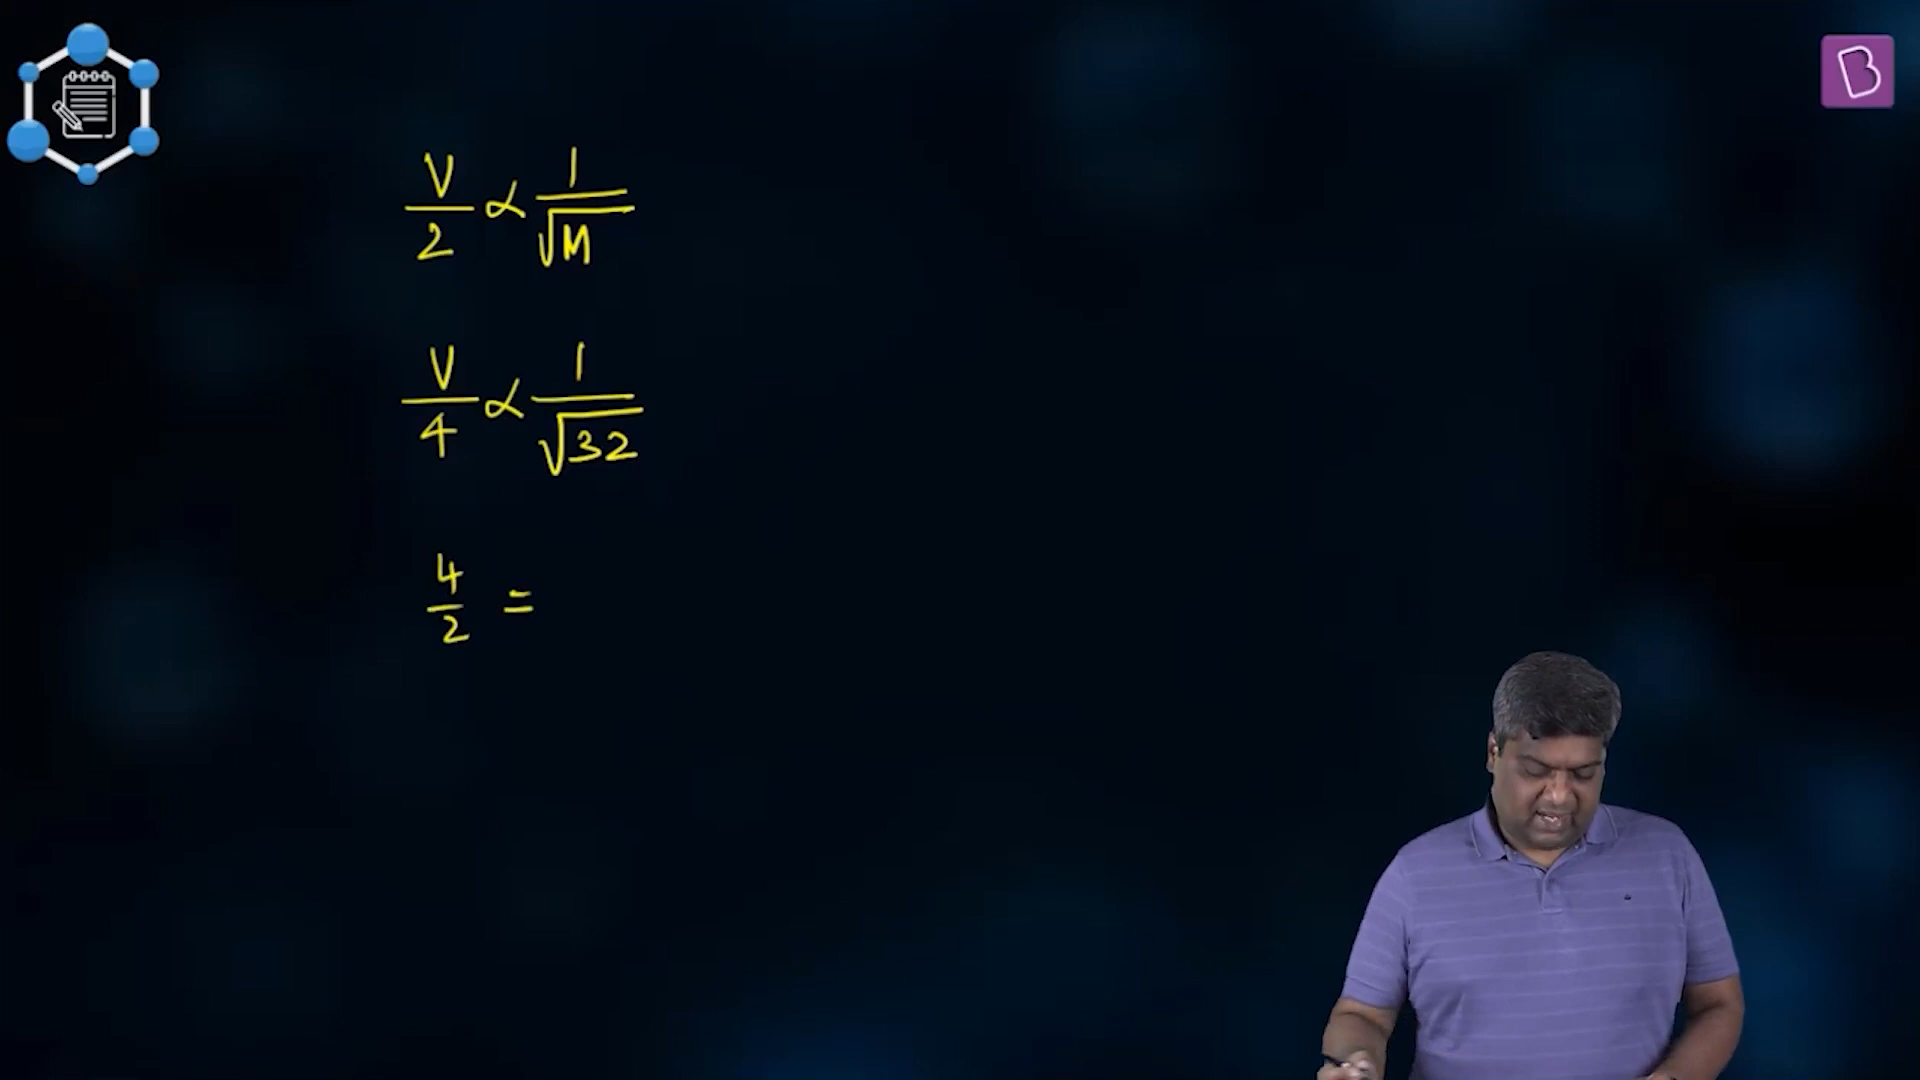 V/2 ∝ 1/√M
V/4 ∝ 1/√32
4/2 =
B